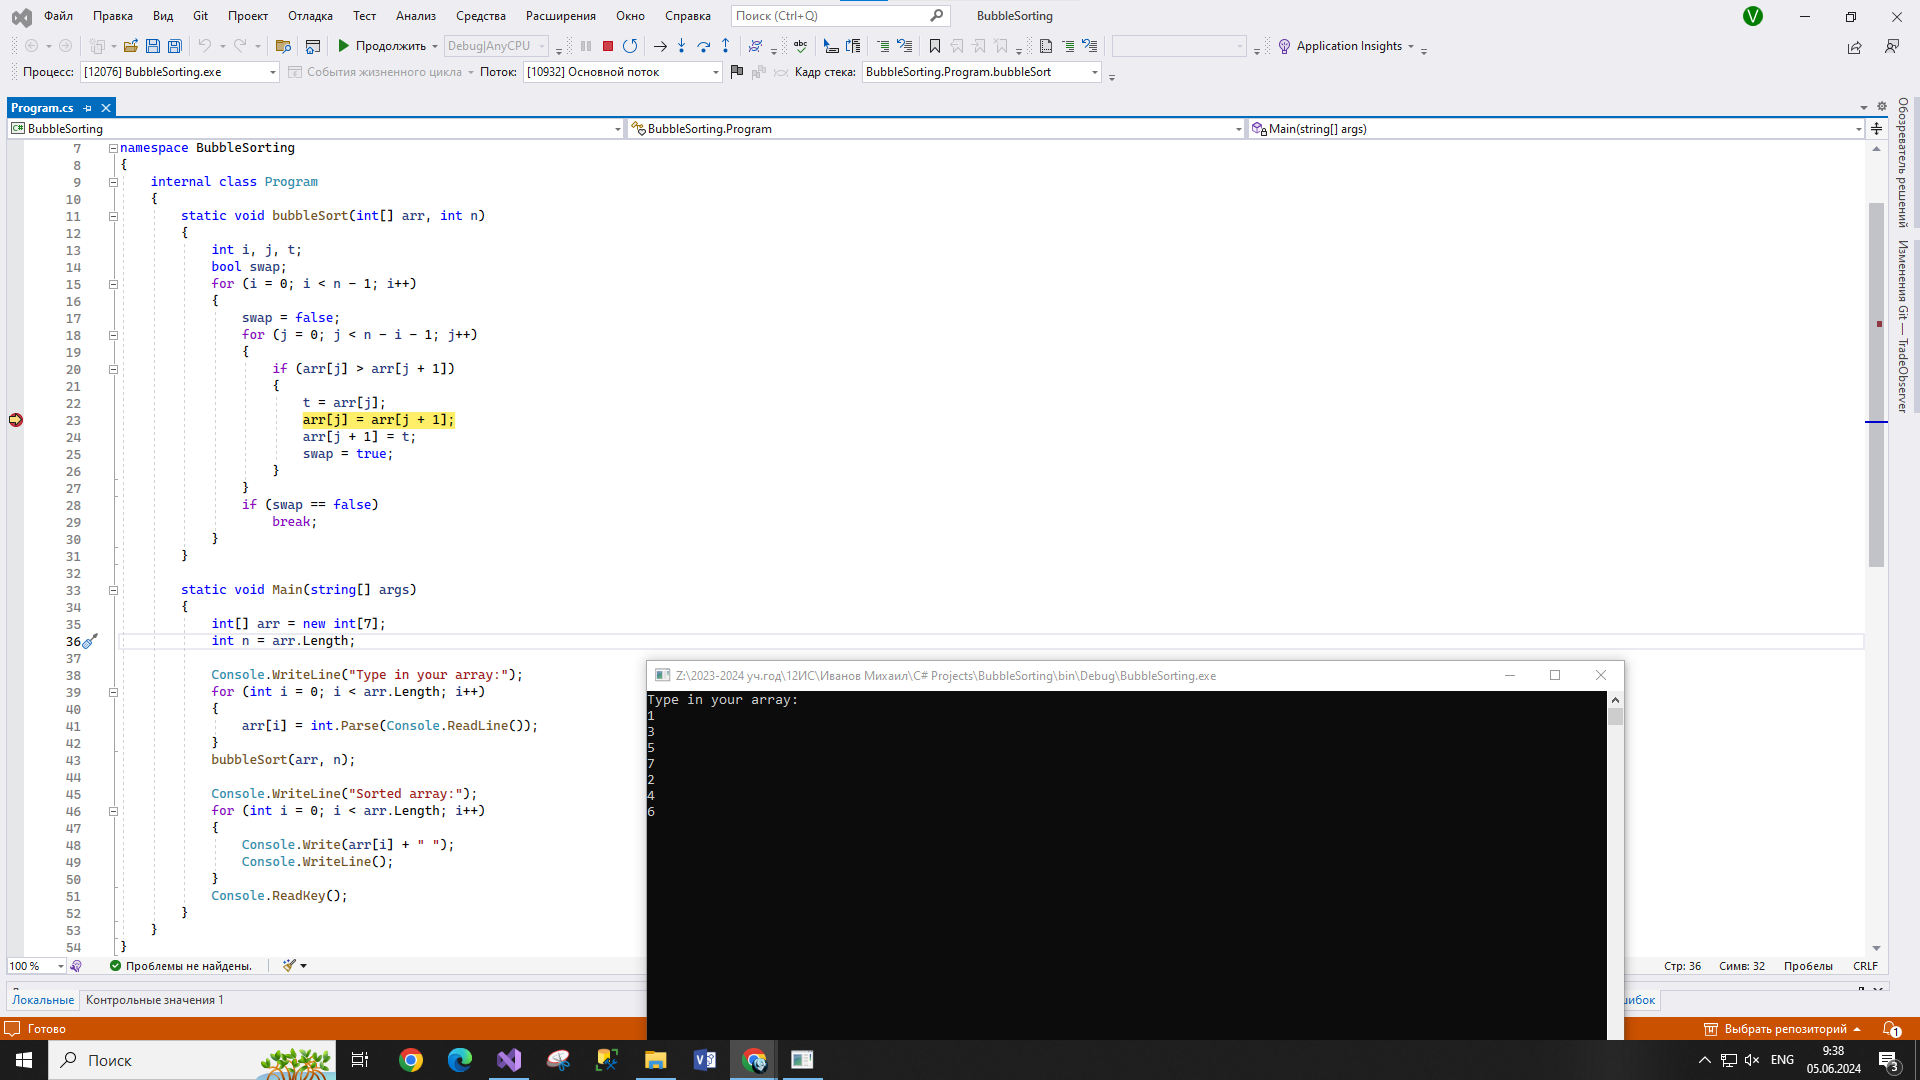 Файл Правка Вид Git Проект Отладка Тест Анализ Средства Расширения Окно Справка Поиск (Ctrl+Q) BubbleSorting V
Продолжить Debug|AnyCPU abc Application Insights
Процесс: [12076] BubbleSorting.exe События жизненного цикла Поток: [10932] Основной поток Кадр стека: BubbleSorting.Program.bubbleSort
Program.cs
C# BubbleSorting BubbleSorting.Program Main(string[] args)
Обозреватель решений
Изменения Git — TradeObserver
7 namespace BubbleSorting
8 {
9 internal class Program
10 {
11 static void bubbleSort(int[] arr, int n)
12 {
13 int i, j, t;
14 bool swap;
15 for (i = 0; i < n - 1; i++)
16 {
17 swap = false;
18 for (j = 0; j < n - i - 1; j++)
19 {
20 if (arr[j] > arr[j + 1])
21 {
22 t = arr[j];
23 arr[j] = arr[j + 1];
24 arr[j + 1] = t;
25 swap = true;
26 }
27 }
28 if (swap == false)
29 break;
30 }
31 }
32
33 static void Main(string[] args)
34 {
35 int[] arr = new int[7];
36 int n = arr.Length;
37
38 Console.WriteLine("Type in your array:");
39 for (int i = 0; i < arr.Length; i++)
40 {
41 arr[i] = int.Parse(Console.ReadLine());
42 }
43 bubbleSort(arr, n);
44
45 Console.WriteLine("Sorted array:");
46 for (int i = 0; i < arr.Length; i++)
47 {
48 Console.Write(arr[i] + " ");
49 Console.WriteLine();
50 }
51 Console.ReadKey();
52 }
53 }
54 }
Z:\2023-2024 уч.год\12ИС\Иванов Михаил\C# Projects\BubbleSorting\bin\Debug\BubbleSorting.exe
Type in your array:
1
3
5
7
2
4
6
100 % Проблемы не найдены. Стр: 36 Симв: 32 Пробелы CRLF
Локальные Контрольные значения 1
Готово Выбрать репозиторий 1
Поиск ENG 9:38
05.06.2024 3